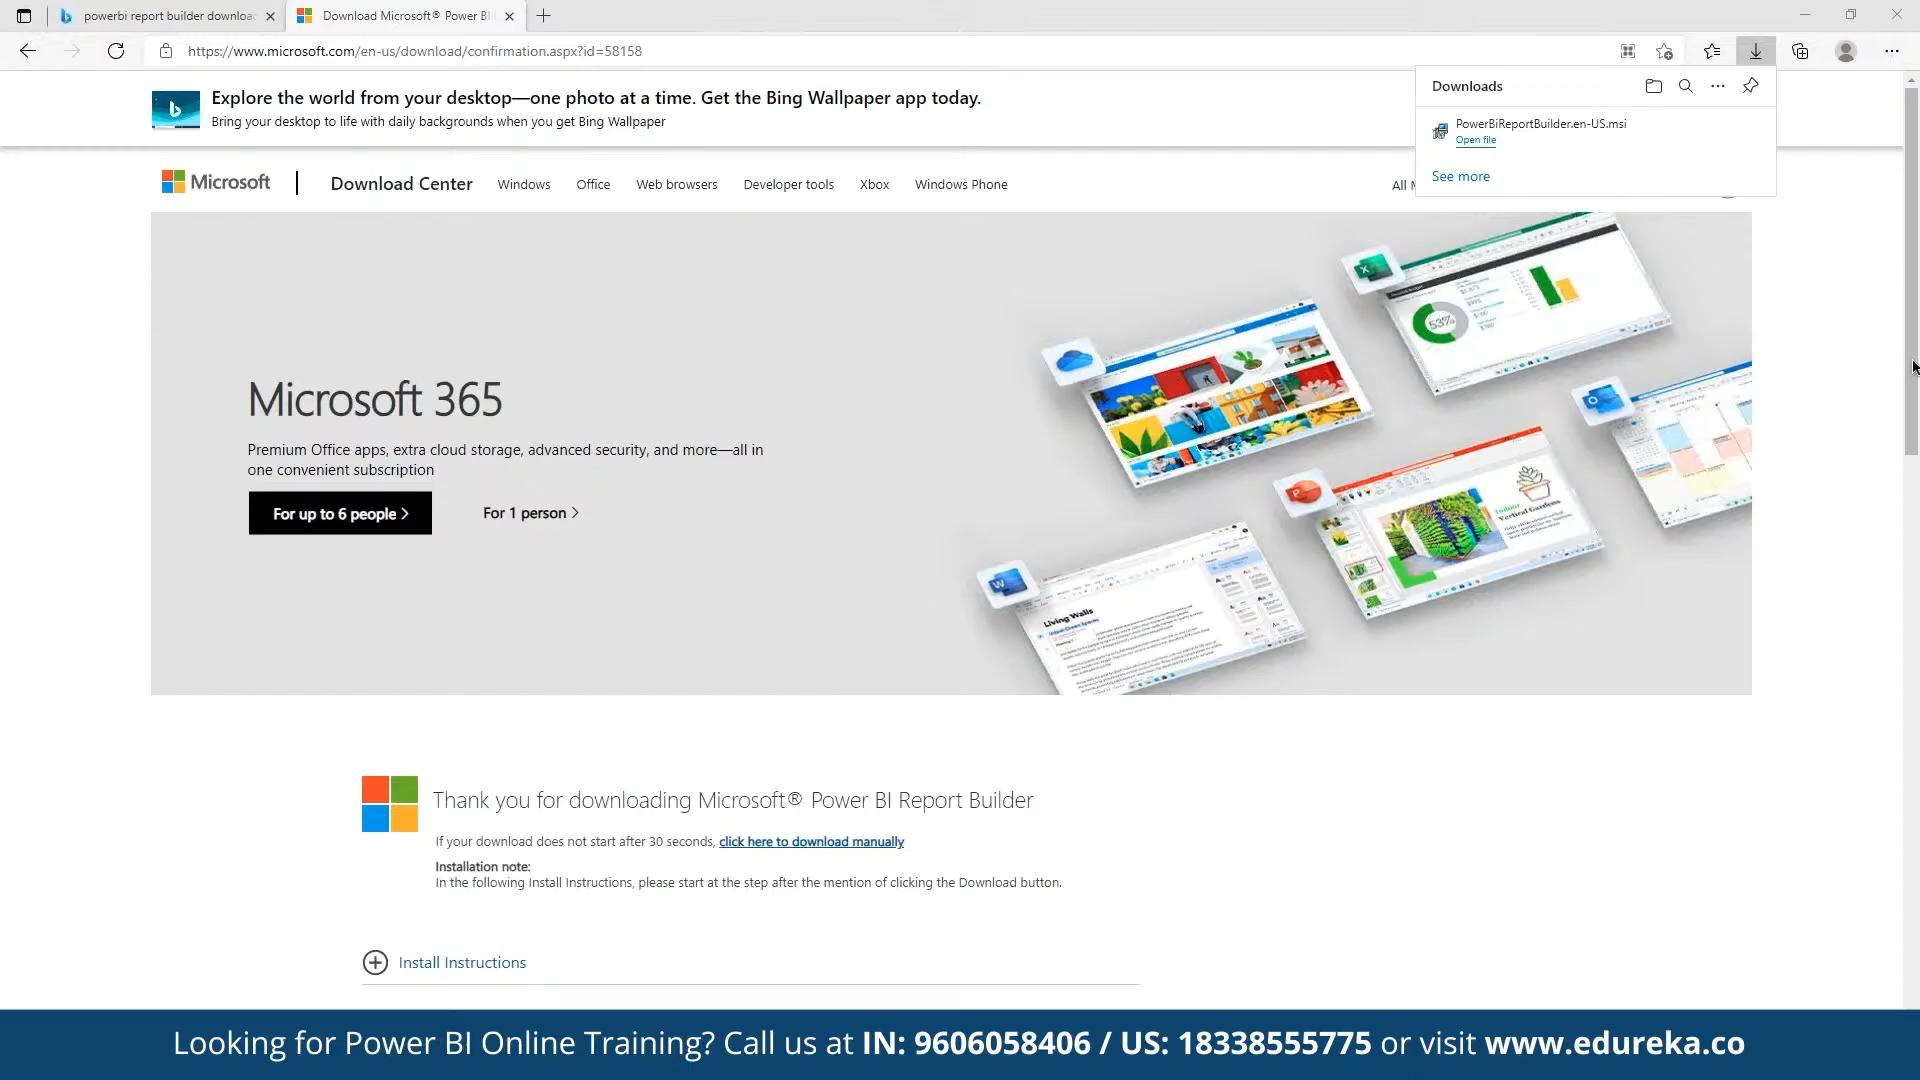 powerbi report builder downloa
Download Microsoft® Power BI
https://www.microsoft.com/en-us/download/confirmation.aspx?id=58158
Explore the world from your desktop—one photo at a time. Get the Bing Wallpaper app today.
Bring your desktop to life with daily backgrounds when you get Bing Wallpaper
Downloads
PowerBiReportBuilder.en-US.msi
Open file
See more
Microsoft
Download Center
Windows
Office
Web browsers
Developer tools
Xbox
Windows Phone
All
Microsoft 365
Premium Office apps, extra cloud storage, advanced security, and more—all in
one convenient subscription
For up to 6 people >
For 1 person >
53%
Living Walls
Indoor
Vertical Gardens
Thank you for downloading Microsoft® Power BI Report Builder
If your download does not start after 30 seconds, click here to download manually
Installation note:
In the following Install Instructions, please start at the step after the mention of clicking the Download button.
Install Instructions
Looking for Power BI Online Training? Call us at IN: 9606058406 / US: 18338555775 or visit www.edureka.co